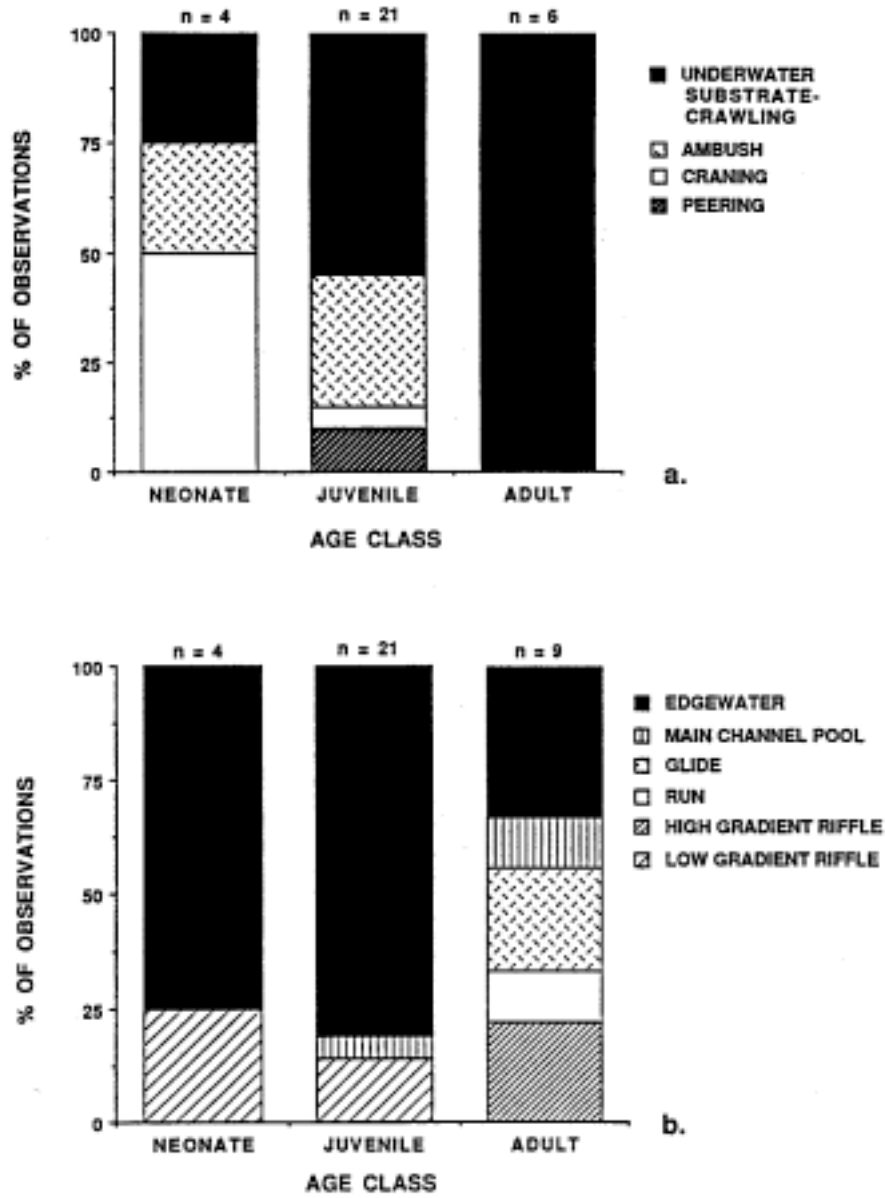 n = 4 n = 21 n = 6
100
75
50
25
0
% OF OBSERVATIONS
NEONATE JUVENILE ADULT
AGE CLASS
UNDERWATER
SUBSTRATE-
CRAWLING
AMBUSH
CRANING
PEERING
a.
n = 4 n = 21 n = 9
100
75
50
25
0
% OF OBSERVATIONS
NEONATE JUVENILE ADULT
AGE CLASS
EDGEWATER
MAIN CHANNEL POOL
GLIDE
RUN
HIGH GRADIENT RIFFLE
LOW GRADIENT RIFFLE
b.